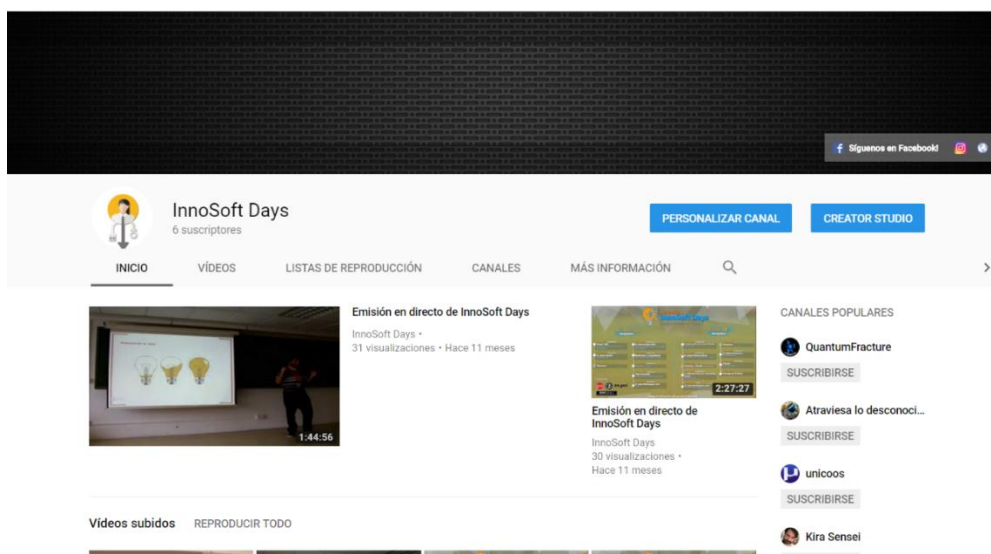 Síguenos en Facebook!
InnoSoft Days
6 suscriptores
PERSONALIZAR CANAL
CREATOR STUDIO
INICIO
VÍDEOS
LISTAS DE REPRODUCCIÓN
CANALES
MÁS INFORMACIÓN
Emisión en directo de InnoSoft Days
InnoSoft Days •
31 visualizaciones • Hace 11 meses
1:44:56
InnoSoft Days
2:27:27
Emisión en directo de
InnoSoft Days
InnoSoft Days
30 visualizaciones •
Hace 11 meses
CANALES POPULARES
QuantumFracture
SUSCRIBIRSE
Atraviesa lo desconoci...
SUSCRIBIRSE
unicoos
SUSCRIBIRSE
Kira Sensei
Vídeos subidos
REPRODUCIR TODO